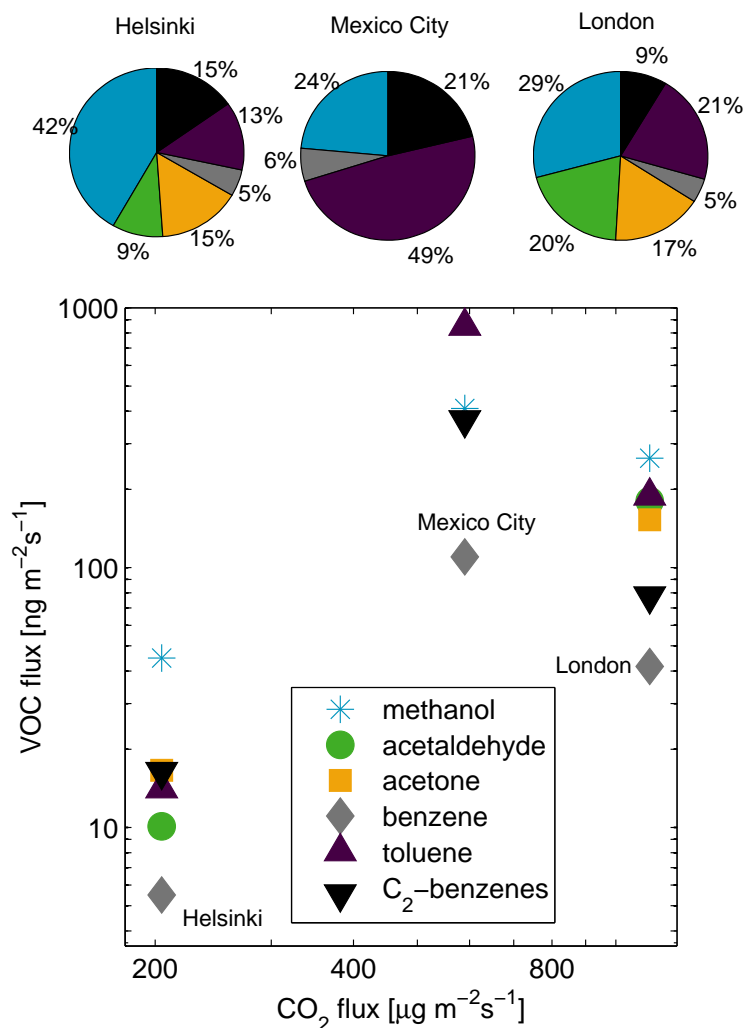 Helsinki
Mexico City
London
15%
13%
5%
15%
9%
42%
21%
49%
6%
24%
9%
21%
5%
17%
20%
29%
VOC flux [ng m⁻²s⁻¹]
1000
100
10
Mexico City
London
Helsinki
methanol
acetaldehyde
acetone
benzene
toluene
C₂−benzenes
200
400
800
CO₂ flux [µg m⁻²s⁻¹]